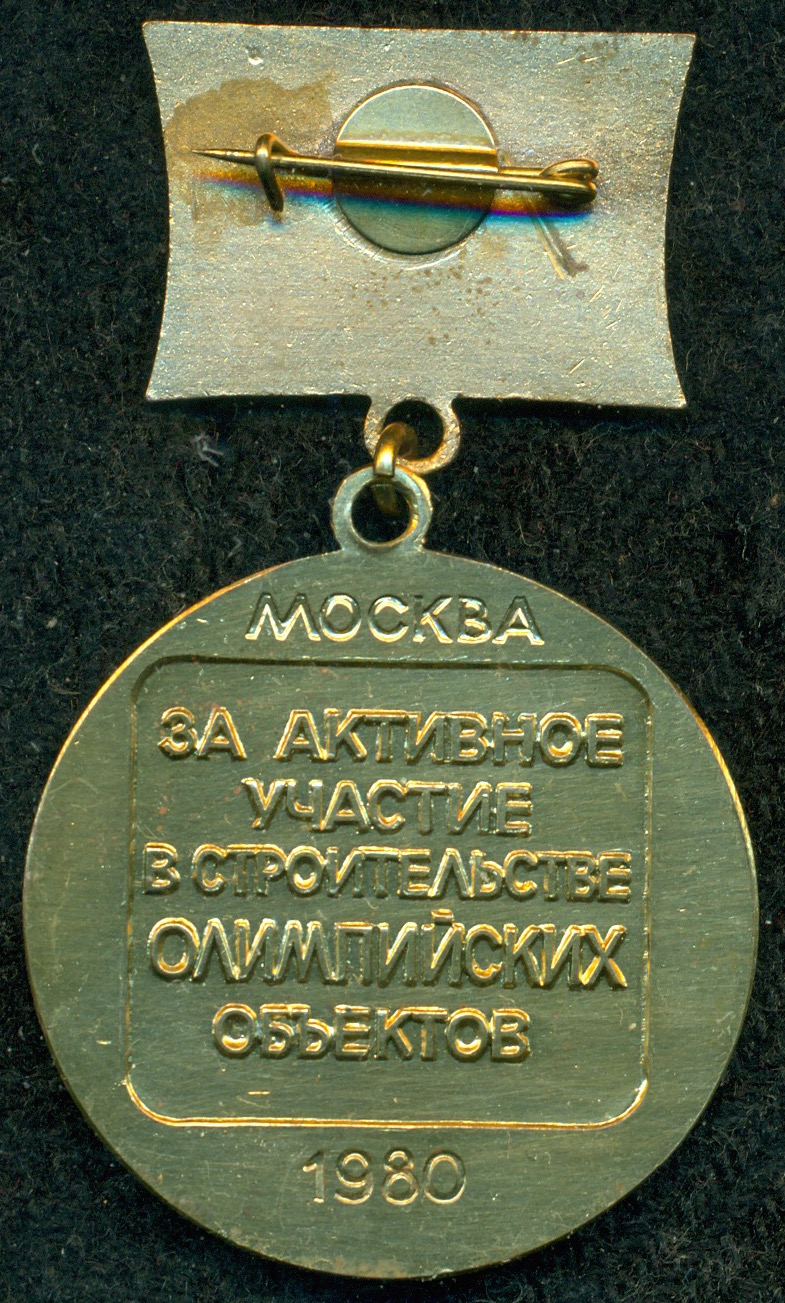 МОСКВА
ЗА АКТИВНОЕ
УЧАСТИЕ
В СТРОИТЕЛЬСТВЕ
ОЛИМПИЙСКИХ
ОБЪЕКТОВ
1980